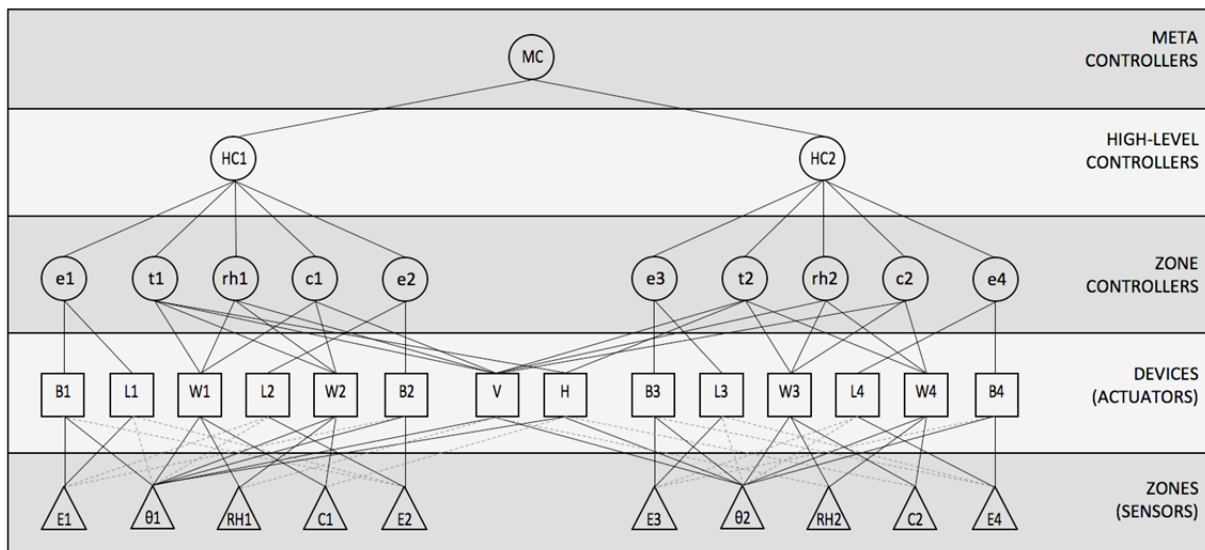 META
CONTROLLERS
MC
HIGH-LEVEL
CONTROLLERS
HC1
HC2
ZONE
CONTROLLERS
e1
t1
rh1
c1
e2
e3
t2
rh2
c2
e4
DEVICES
(ACTUATORS)
B1
L1
W1
L2
W2
B2
V
H
B3
L3
W3
L4
W4
B4
ZONES
(SENSORS)
E1
θ1
RH1
C1
E2
E3
θ2
RH2
C2
E4